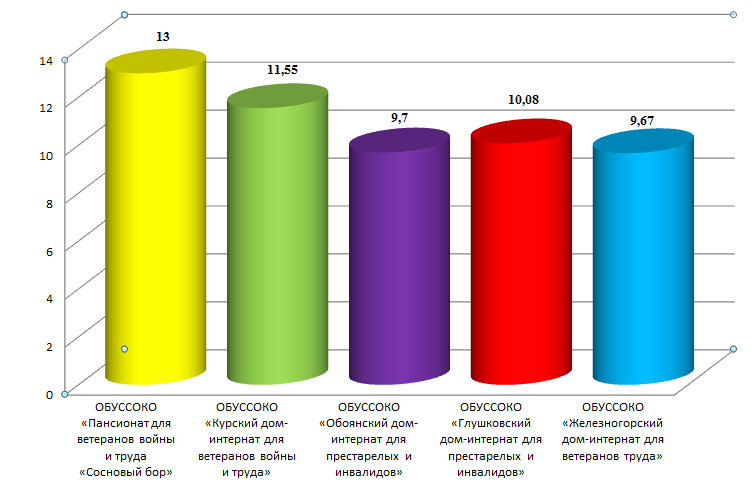 13
11,55
9,7
10,08
9,67
14
12
10
8
6
4
2
0
ОБУССОКО
«Пансионат для
ветеранов войны
и труда
«Сосновый бор»
ОБУССОКО
«Курский дом-
интернат для
ветеранов войны
и труда»
ОБУССОКО
«Обоянский дом-
интернат для
престарелых и
инвалидов»
ОБУССОКО
«Глушковский
дом-интернат для
престарелых и
инвалидов»
ОБУССОКО
«Железногорский
дом-интернат для
ветеранов труда»